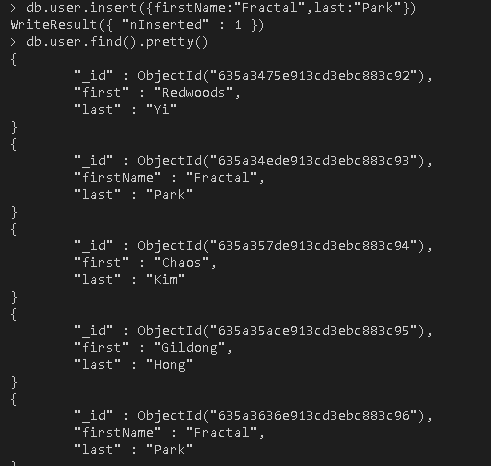 > db.user.insert({firstName:"Fractal",last:"Park"})
WriteResult({ "nInserted" : 1 })
> db.user.find().pretty()
{
"_id" : ObjectId("635a3475e913cd3ebc883c92"),
"first" : "Redwoods",
"last" : "Yi"
}
{
"_id" : ObjectId("635a34ede913cd3ebc883c93"),
"firstName" : "Fractal",
"last" : "Park"
}
{
"_id" : ObjectId("635a357de913cd3ebc883c94"),
"first" : "Chaos",
"last" : "Kim"
}
{
"_id" : ObjectId("635a35ace913cd3ebc883c95"),
"first" : "Gildong",
"last" : "Hong"
}
{
"_id" : ObjectId("635a3636e913cd3ebc883c96"),
"firstName" : "Fractal",
"last" : "Park"
}